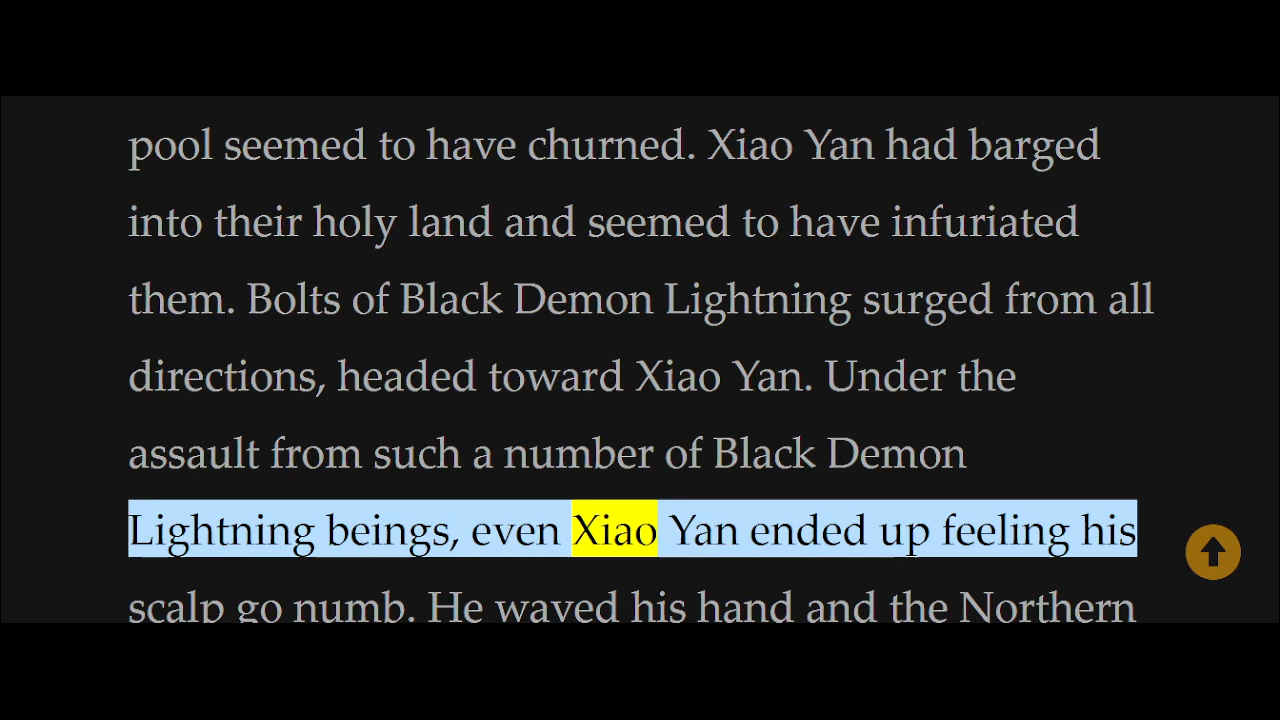 pool seemed to have churned. Xiao Yan had barged
into their holy land and seemed to have infuriated
them. Bolts of Black Demon Lightning surged from all
directions, headed toward Xiao Yan. Under the
assault from such a number of Black Demon
Lightning beings, even Xiao Yan ended up feeling his
scalp go numb. He waved his hand and the Northern